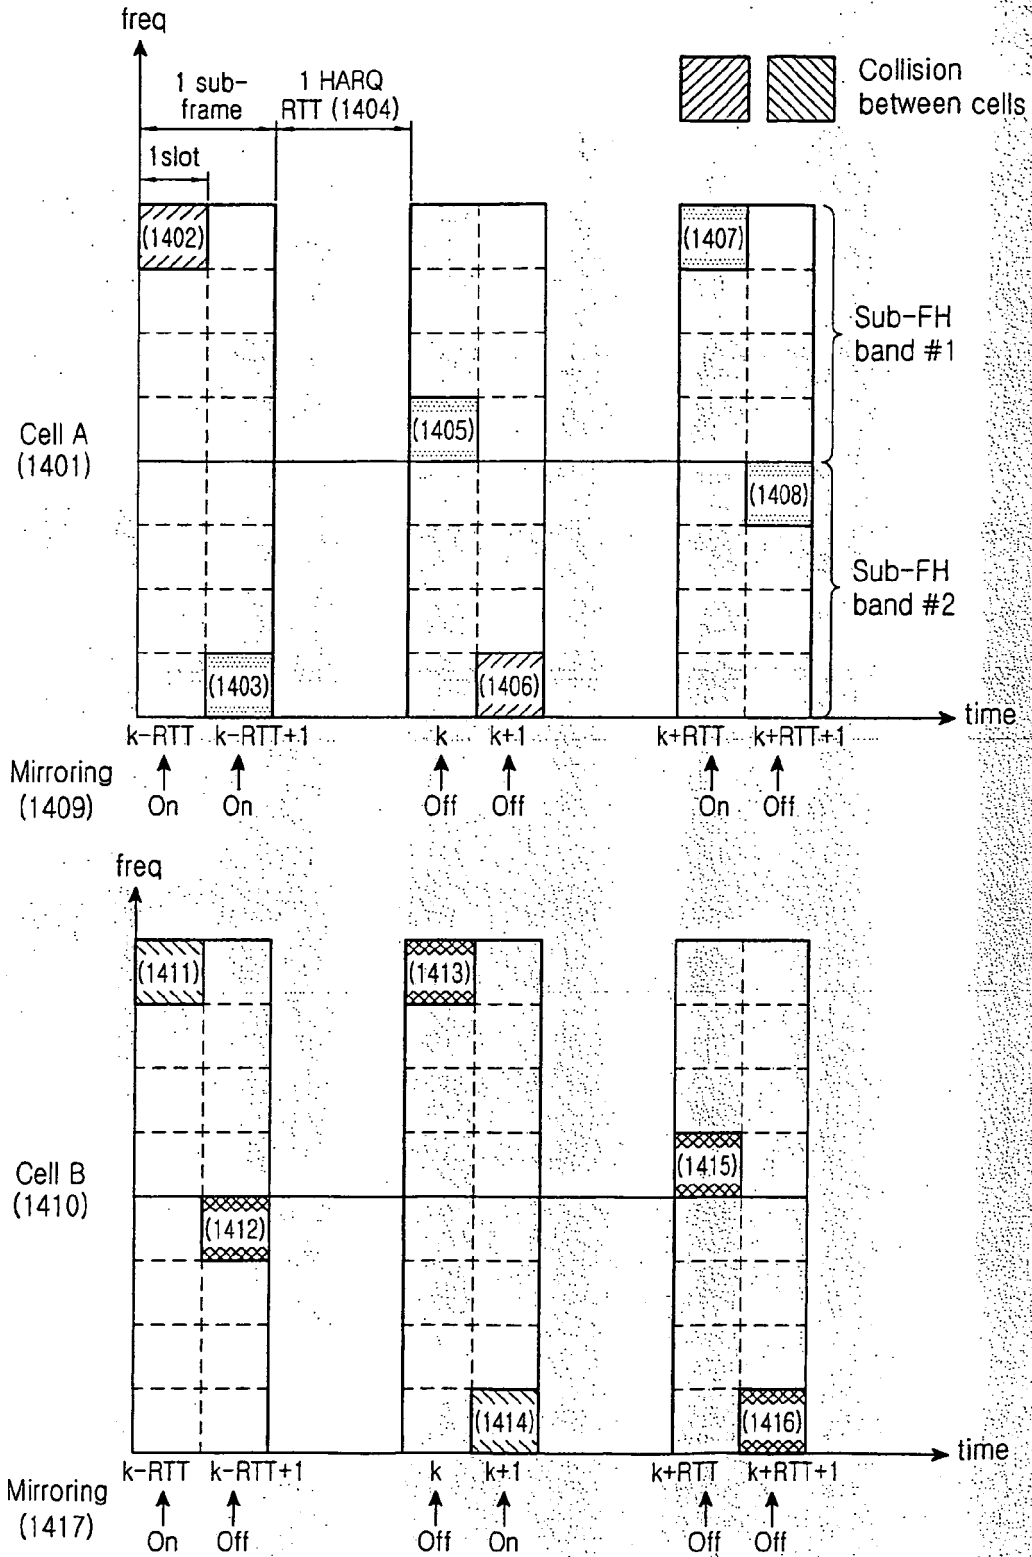 freq
1 sub-
frame
1 HARQ
RTT (1404)
Collision
between cells
1slot
(1402)
(1407)
Sub-FH
band #1
(1405)
Cell A
(1401)
(1408)
Sub-FH
band #2
(1403)
(1406)
time
k-RTT k-RTT+1 k k+1 k+RTT k+RTT+1
Mirroring
(1409)
On On Off Off On Off
freq
(1411)
(1413)
(1415)
Cell B
(1410)
(1412)
(1414)
(1416)
time
k-RTT k-RTT+1 k k+1 k+RTT k+RTT+1
Mirroring
(1417)
On Off Off On Off Off